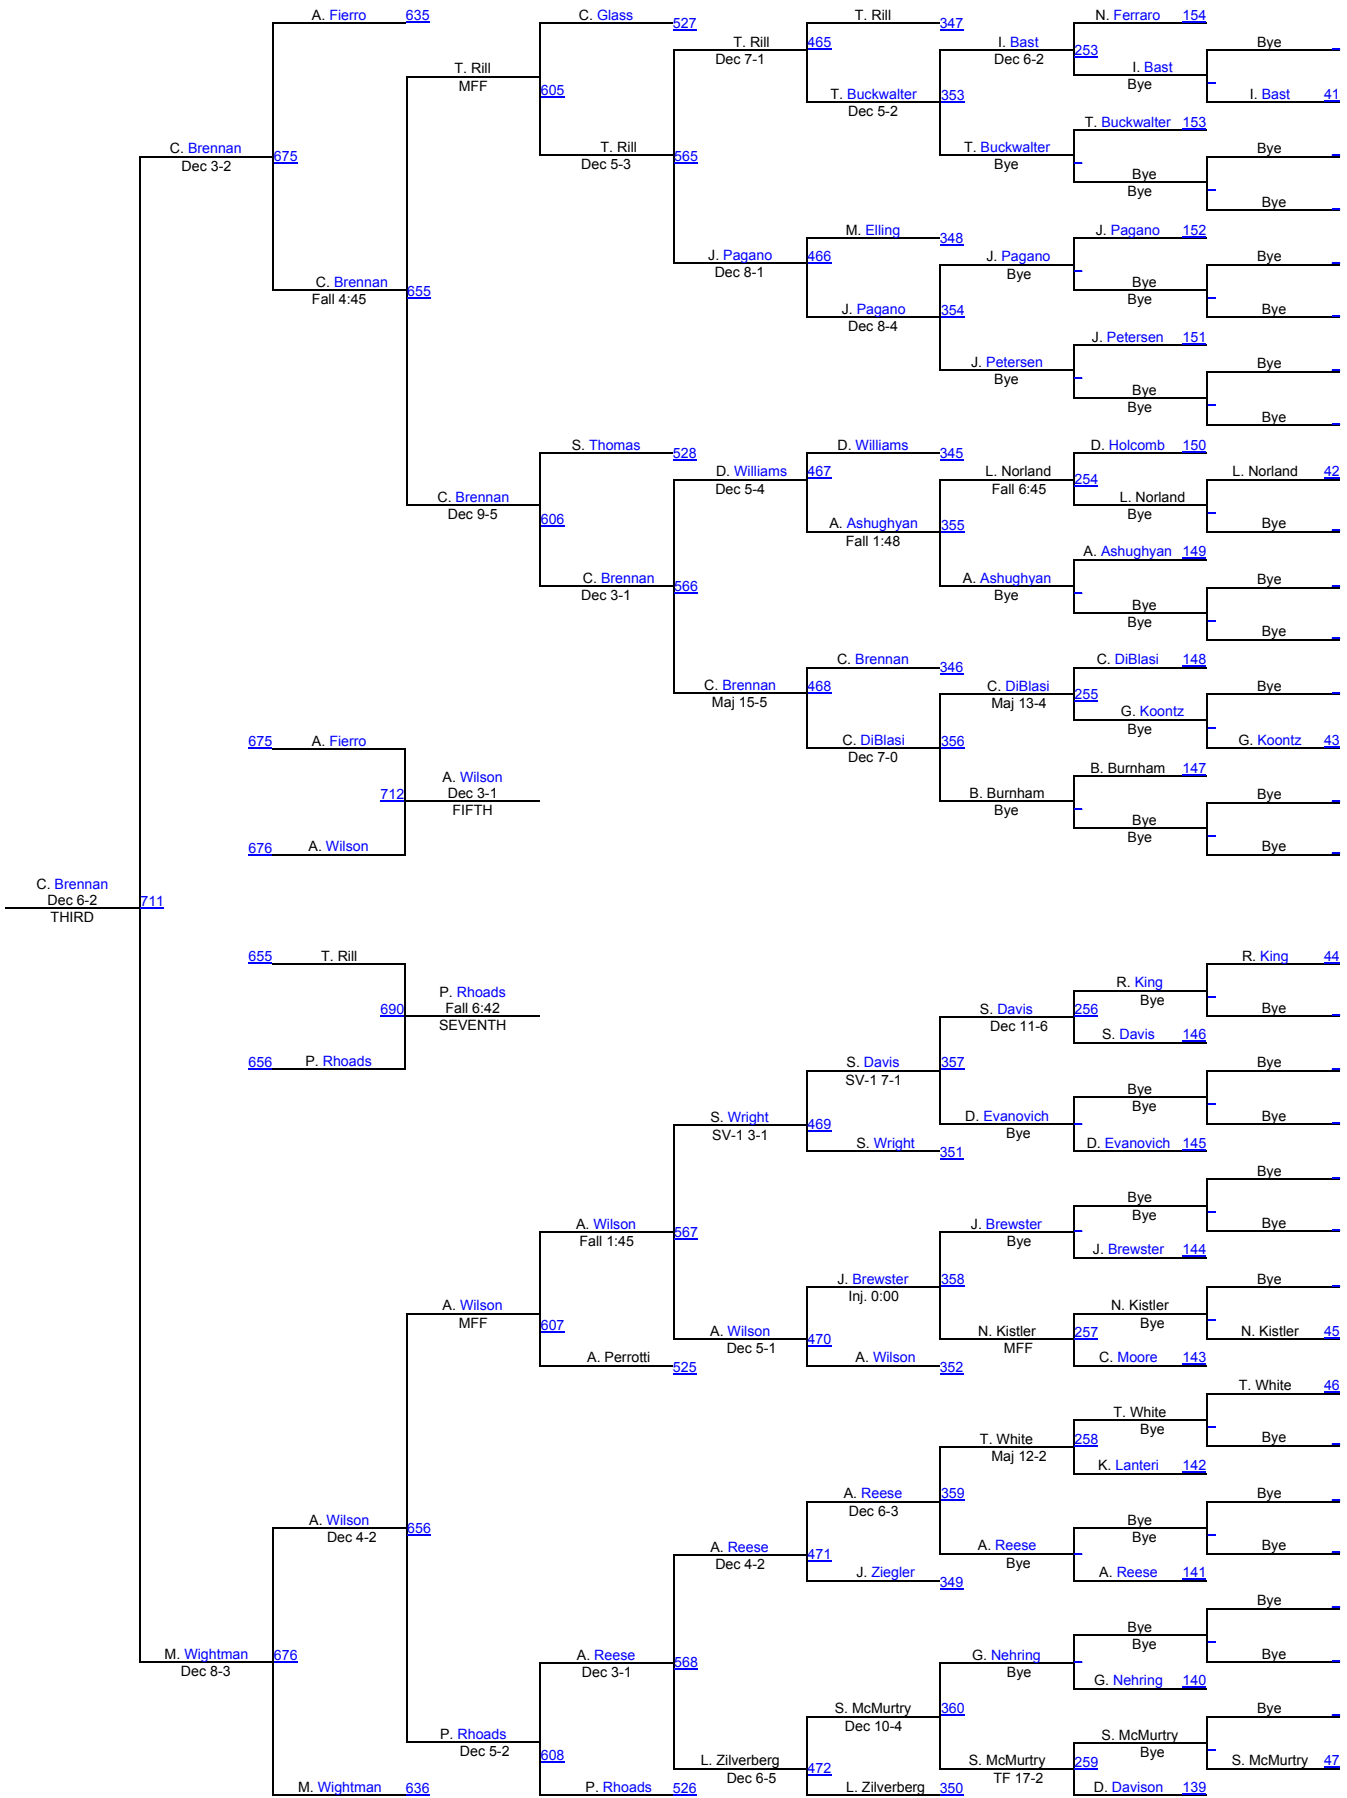 A. Fierro 635
C. Glass 527
T. Rill 347
N. Ferraro 154
T. Rill 465
Dec 7-1
I. Bast 253
Dec 6-2
Bye
T. Rill
MFF
605
I. Bast
Bye
T. Buckwalter 353
Dec 5-2
I. Bast 41
T. Buckwalter 153
C. Brennan 675
Dec 3-2
T. Rill 565
Dec 5-3
T. Buckwalter
Bye
Bye
Bye
Bye
Bye
M. Elling 348
J. Pagano 152
J. Pagano 466
Dec 8-1
J. Pagano
Bye
Bye
C. Brennan 655
Fall 4:45
Bye
Bye
J. Pagano 354
Dec 8-4
Bye
J. Petersen 151
J. Petersen
Bye
Bye
Bye
Bye
Bye
S. Thomas 528
D. Williams 345
D. Holcomb 150
D. Williams 467
Dec 5-4
L. Norland 254
Fall 6:45
L. Norland 42
C. Brennan 606
Dec 9-5
L. Norland
Bye
A. Ashughyan 355
Fall 1:48
Bye
A. Ashughyan 149
C. Brennan 566
Dec 3-1
A. Ashughyan
Bye
Bye
Bye
Bye
Bye
C. Brennan 346
C. DiBlasi 148
C. Brennan 468
Maj 15-5
C. DiBlasi 255
Maj 13-4
Bye
G. Koontz
Bye
675 A. Fierro
C. DiBlasi 356
Dec 7-0
G. Koontz 43
B. Burnham 147
712 A. Wilson
Dec 3-1
FIFTH
B. Burnham
Bye
Bye
Bye
Bye
676 A. Wilson
Bye
C. Brennan 711
Dec 6-2
THIRD
655 T. Rill
R. King 44
R. King
Bye
690 P. Rhoads
Fall 6:42
SEVENTH
S. Davis 256
Dec 11-6
Bye
S. Davis 146
656 P. Rhoads
S. Davis 357
SV-1 7-1
Bye
Bye
Bye
S. Wright 469
SV-1 3-1
D. Evanovich
Bye
Bye
S. Wright 351
D. Evanovich 145
Bye
Bye
Bye
A. Wilson 567
Fall 1:45
J. Brewster
Bye
Bye
J. Brewster 144
J. Brewster 358
Inj. 0:00
Bye
A. Wilson 607
MFF
N. Kistler
Bye
A. Wilson 470
Dec 5-1
N. Kistler 257
MFF
N. Kistler 45
A. Perrotti 525
A. Wilson 352
C. Moore 143
T. White 46
T. White
Bye
T. White 258
Maj 12-2
Bye
K. Lanteri 142
A. Reese 359
Dec 6-3
Bye
A. Wilson 656
Dec 4-2
Bye
Bye
A. Reese 471
Dec 4-2
A. Reese
Bye
Bye
J. Ziegler 349
A. Reese 141
Bye
Bye
Bye
M. Wightman 676
Dec 8-3
A. Reese 568
Dec 3-1
G. Nehring
Bye
Bye
G. Nehring 140
S. McMurtry 360
Dec 10-4
Bye
P. Rhoads 608
Dec 5-2
S. McMurtry
Bye
L. Zilverberg 472
Dec 6-5
S. McMurtry 259
TF 17-2
S. McMurtry 47
M. Wightman 636
P. Rhoads 526
L. Zilverberg 350
D. Davison 139